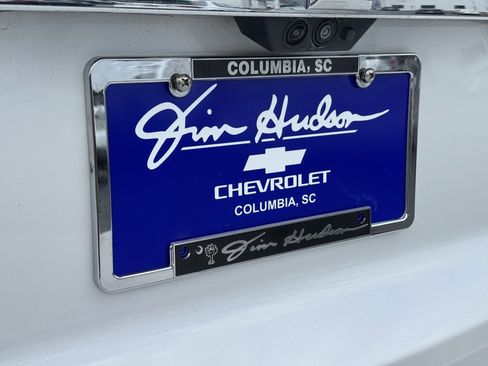 COLUMBIA, SC
Jim Hudson
CHEVROLET
COLUMBIA, SC
Jim Hudson